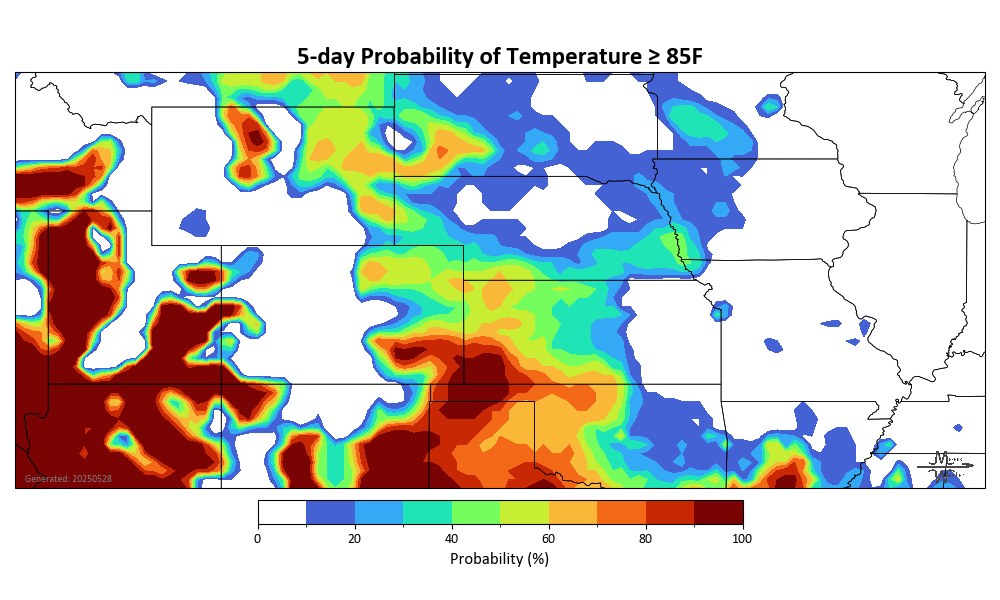 5-day Probability of Temperature ≥ 85F
Generated: 20250528
0 20 40 60 80 100
Probability (%)